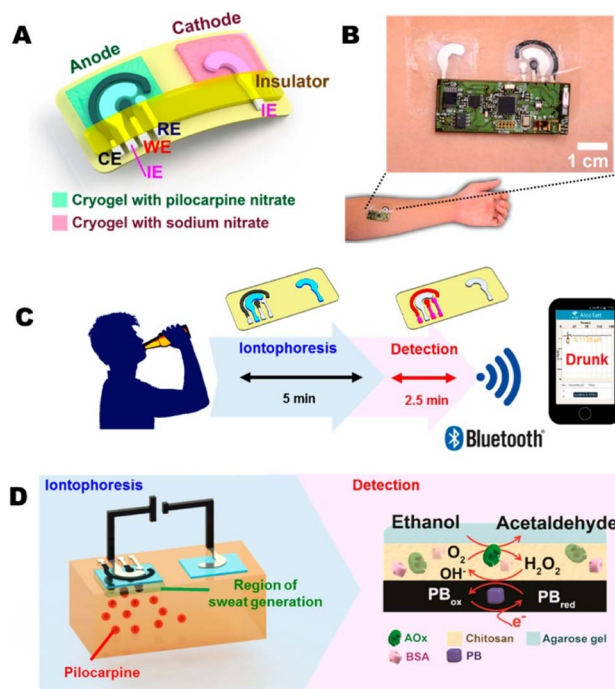 A
Cathode
Anode
Insulator
RE
IE
CE
WE
IE
Cryogel with pilocarpine nitrate
Cryogel with sodium nitrate
B
1 cm
C
Iontophoresis
5 min
Detection
2.5 min
Bluetooth®
Drunk
D
Iontophoresis
Region of
sweat generation
Pilocarpine
Detection
Ethanol Acetaldehyde
O2
H2O2
OH-
PBox PBred
e-
AOx Chitosan Agarose gel
BSA PB